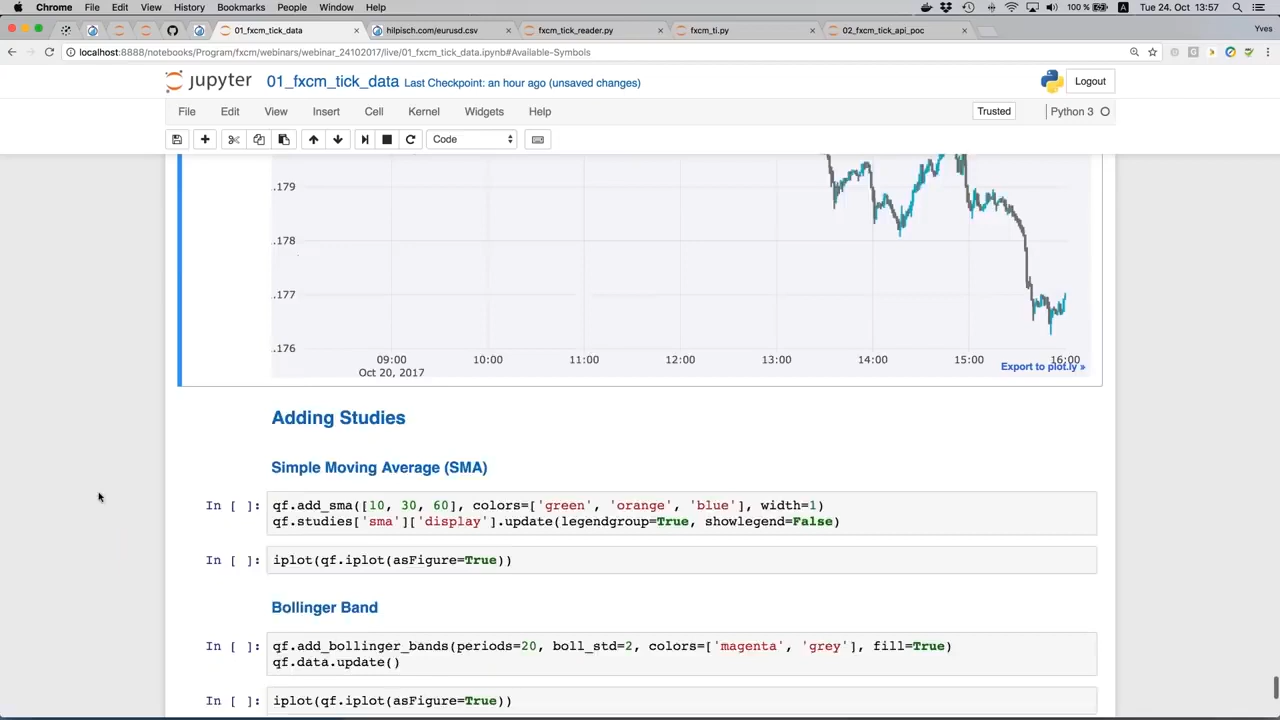 Chrome File Edit View History Bookmarks People Window Help 100 % A Tue 24. Oct 13:57
01_fxcm_tick_data × hilpisch.com/eurusd.csv × fxcm_tick_reader.py × fxcm_ti.py × 02_fxcm_tick_api_poc × Yves
localhost:8888/notebooks/Program/fxcm/webinars/webinar_24102017/live/01_fxcm_tick_data.ipynb#Available-Symbols
jupyter 01_fxcm_tick_data Last Checkpoint: an hour ago (unsaved changes) Logout
File Edit View Insert Cell Kernel Widgets Help Trusted Python 3
Code
.179
.178
.177
.176
09:00 10:00 11:00 12:00 13:00 14:00 15:00 16:00
Oct 20, 2017
Export to plot.ly »
Adding Studies
Simple Moving Average (SMA)
In [ ]: qf.add_sma([10, 30, 60], colors=['green', 'orange', 'blue'], width=1)
qf.studies['sma']['display'].update(legendgroup=True, showlegend=False)
In [ ]: iplot(qf.iplot(asFigure=True))
Bollinger Band
In [ ]: qf.add_bollinger_bands(periods=20, boll_std=2, colors=['magenta', 'grey'], fill=True)
qf.data.update()
In [ ]: iplot(qf.iplot(asFigure=True))